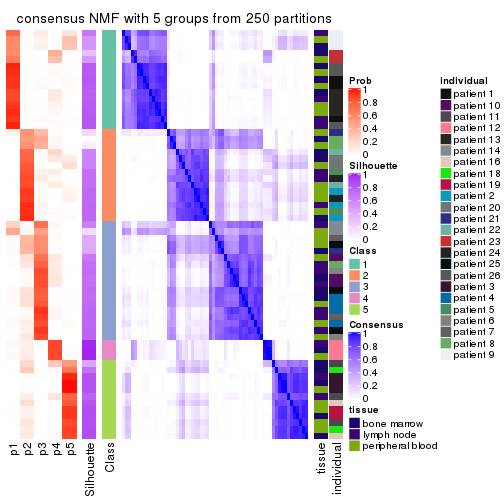 consensus NMF with 5 groups from 250 partitions
Prob
1
0.8
0.6
0.4
0.2
0
Silhouette
1
0.8
0.6
0.4
0.2
0
Class
1
2
3
4
5
Consensus
1
0.8
0.6
0.4
0.2
0
tissue
bone marrow
lymph node
peripheral blood
individual
patient 1
patient 10
patient 11
patient 12
patient 13
patient 14
patient 16
patient 18
patient 19
patient 2
patient 20
patient 21
patient 22
patient 23
patient 24
patient 25
patient 26
patient 3
patient 4
patient 5
patient 6
patient 7
patient 8
patient 9
p1
p2
p3
p4
p5
Silhouette
Class
tissue
individual